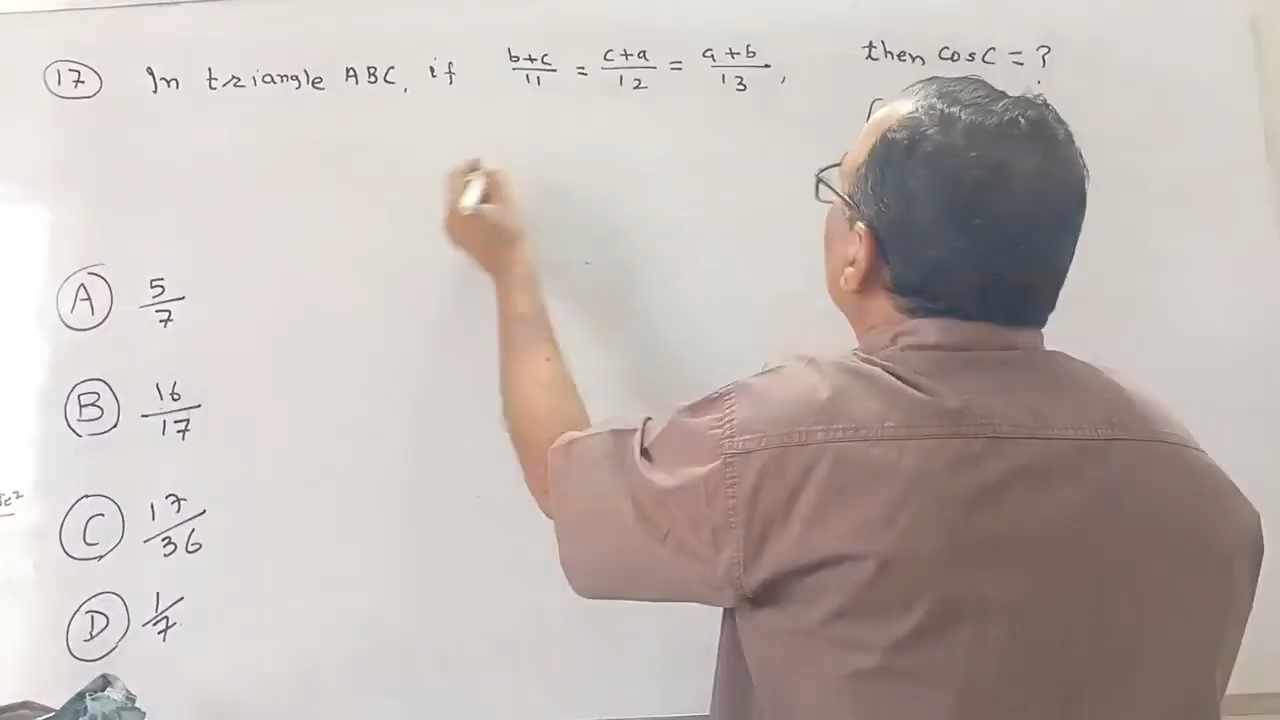 17 In triangle ABC, if b+c/11 = c+a/12 = a+b/13, then cosC = ?
A 5/7
B 16/17
C 17/36
D 1/7